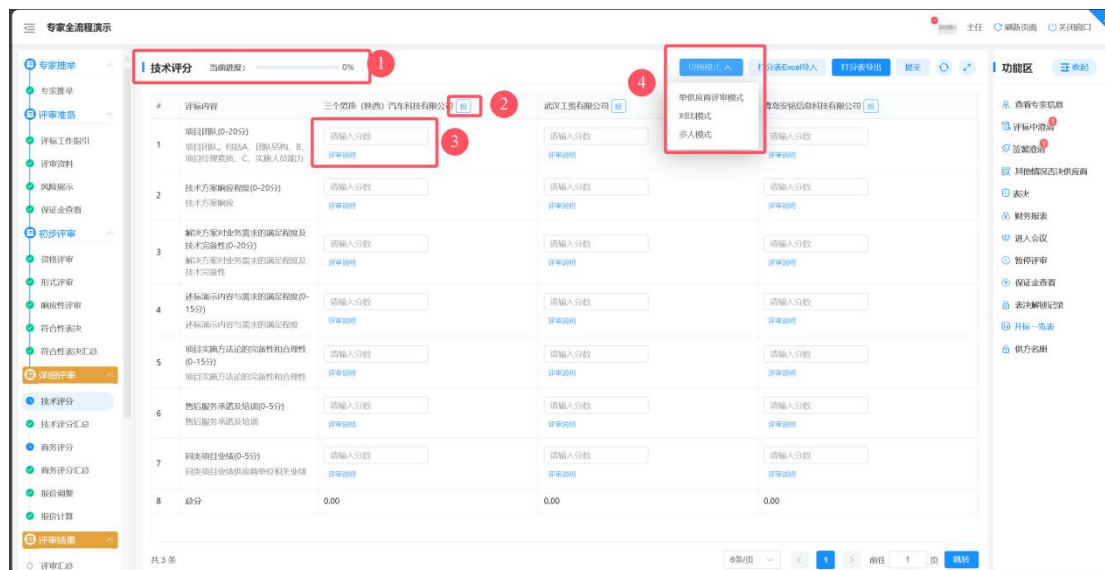 专家全流程演示
主任
刷新页面
关闭窗口
专家推举
专家推举
评审准备
评标工作指引
评审资料
风险展示
保证金查看
初步评审
资格评审
形式评审
响应性评审
符合性表决
符合性表决汇总
详细评审
技术评分
技术评分汇总
商务评分
商务评分汇总
报价调整
报价计算
评审结果
评审汇总
技术评分 当前进度: 0%
1
切换模式
打分表Excel导入
打分表导出
提交
4
单供应商评审模式
对比模式
多人模式
# 评标内容 三个男孩（陕西）汽车科技有限公司 投 武汉工贸有限公司 投 青岛安铭信息科技有限公司 投
2
1 项目团队(0-20分) 请输入分数 请输入分数 请输入分数
项目团队。包括A、团队结构、B、
项目经理资质、C、实施人员能力
评审说明 评审说明 评审说明
3
2 技术方案响应程度(0-20分) 请输入分数 请输入分数 请输入分数
技术方案响应 评审说明 评审说明 评审说明
3 解决方案对业务需求的满足程度及
技术完备性(0-20分) 请输入分数 请输入分数 请输入分数
解决方案对业务需求的满足程度及
技术完备性 评审说明 评审说明 评审说明
4 述标演示内容与需求的满足程度(0-
15分) 请输入分数 请输入分数 请输入分数
述标演示内容与需求的满足程度 评审说明 评审说明 评审说明
5 项目实施方法论的完备性和合理性
(0-15分) 请输入分数 请输入分数 请输入分数
项目实施方法论的完备性和合理性 评审说明 评审说明 评审说明
6 售后服务承诺及培训(0-5分) 请输入分数 请输入分数 请输入分数
售后服务承诺及培训 评审说明 评审说明 评审说明
7 同类项目业绩(0-5分) 请输入分数 请输入分数 请输入分数
同类项目业绩供应商单位相关业绩 评审说明 评审说明 评审说明
8 总分 0.00 0.00 0.00
共 3 条
6条/页 1 前往 1 页 跳转
功能区 收起
查看专家信息
评标中澄清
签署澄清
其他情况否决供应商
表决
财务报表
进入会议
暂停评审
保证金查看
表决解锁记录
开标一览表
供方名册